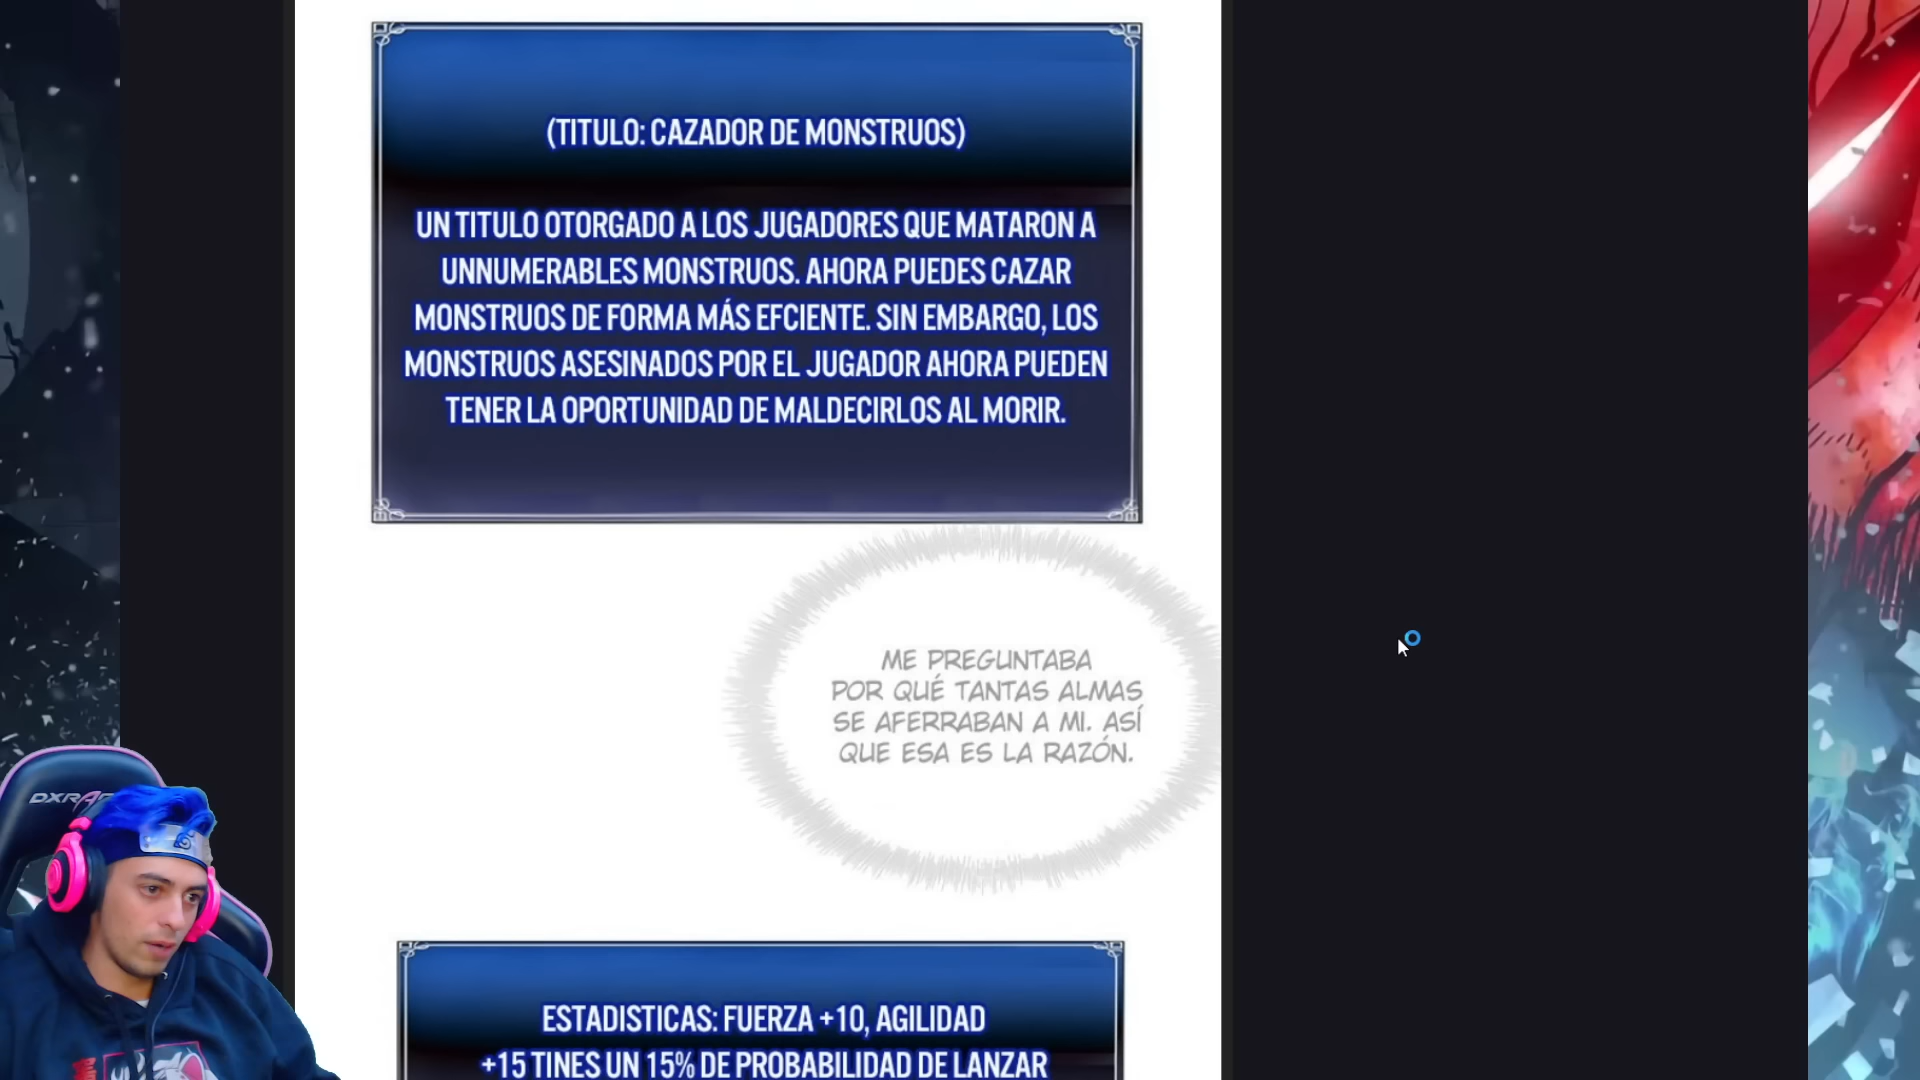 (TITULO: CAZADOR DE MONSTRUOS)
UN TITULO OTORGADO A LOS JUGADORES QUE MATARON A
UNNUMERABLES MONSTRUOS. AHORA PUEDES CAZAR
MONSTRUOS DE FORMA MÁS EFCIENTE. SIN EMBARGO, LOS
MONSTRUOS ASESINADOS POR EL JUGADOR AHORA PUEDEN
TENER LA OPORTUNIDAD DE MALDECIRLOS AL MORIR.
ME PREGUNTABA
POR QUÉ TANTAS ALMAS
SE AFERRABAN A MI. ASÍ
QUE ESA ES LA RAZÓN.
ESTADISTICAS: FUERZA +10, AGILIDAD
+15 TINES UN 15% DE PROBABILIDAD DE LANZAR